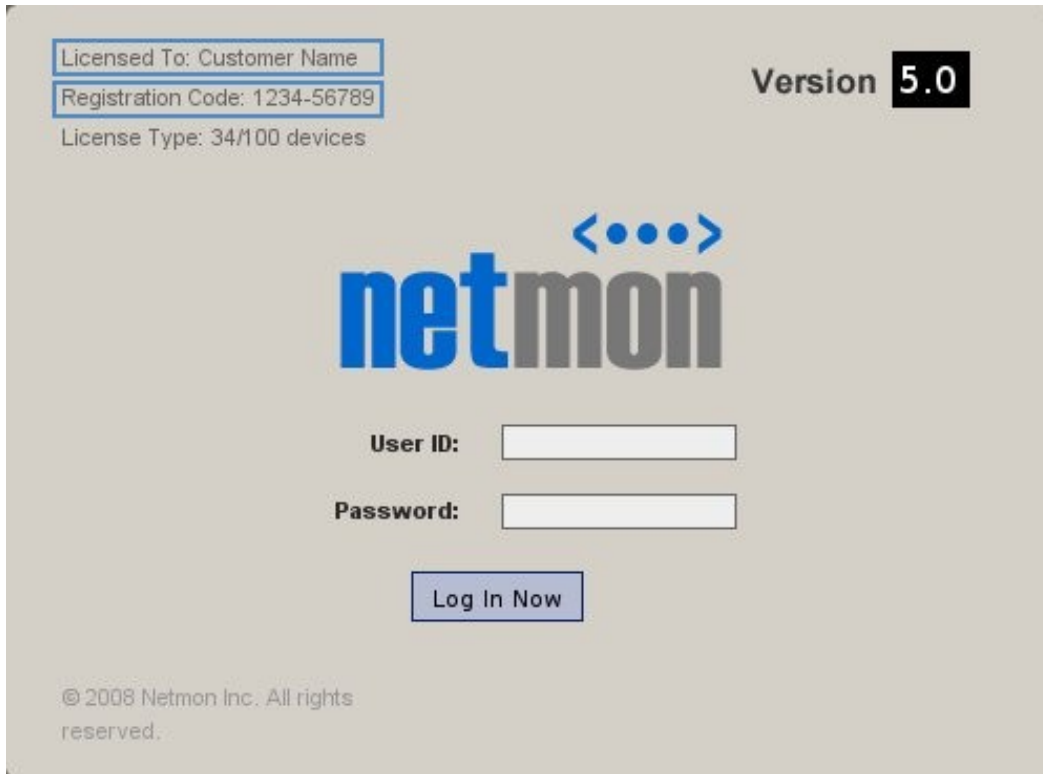 Licensed To: Customer Name
Registration Code: 1234-56789
License Type: 34/100 devices
Version 5.0
netmon
User ID:
Password:
Log In Now
© 2008 Netmon Inc. All rights
reserved.